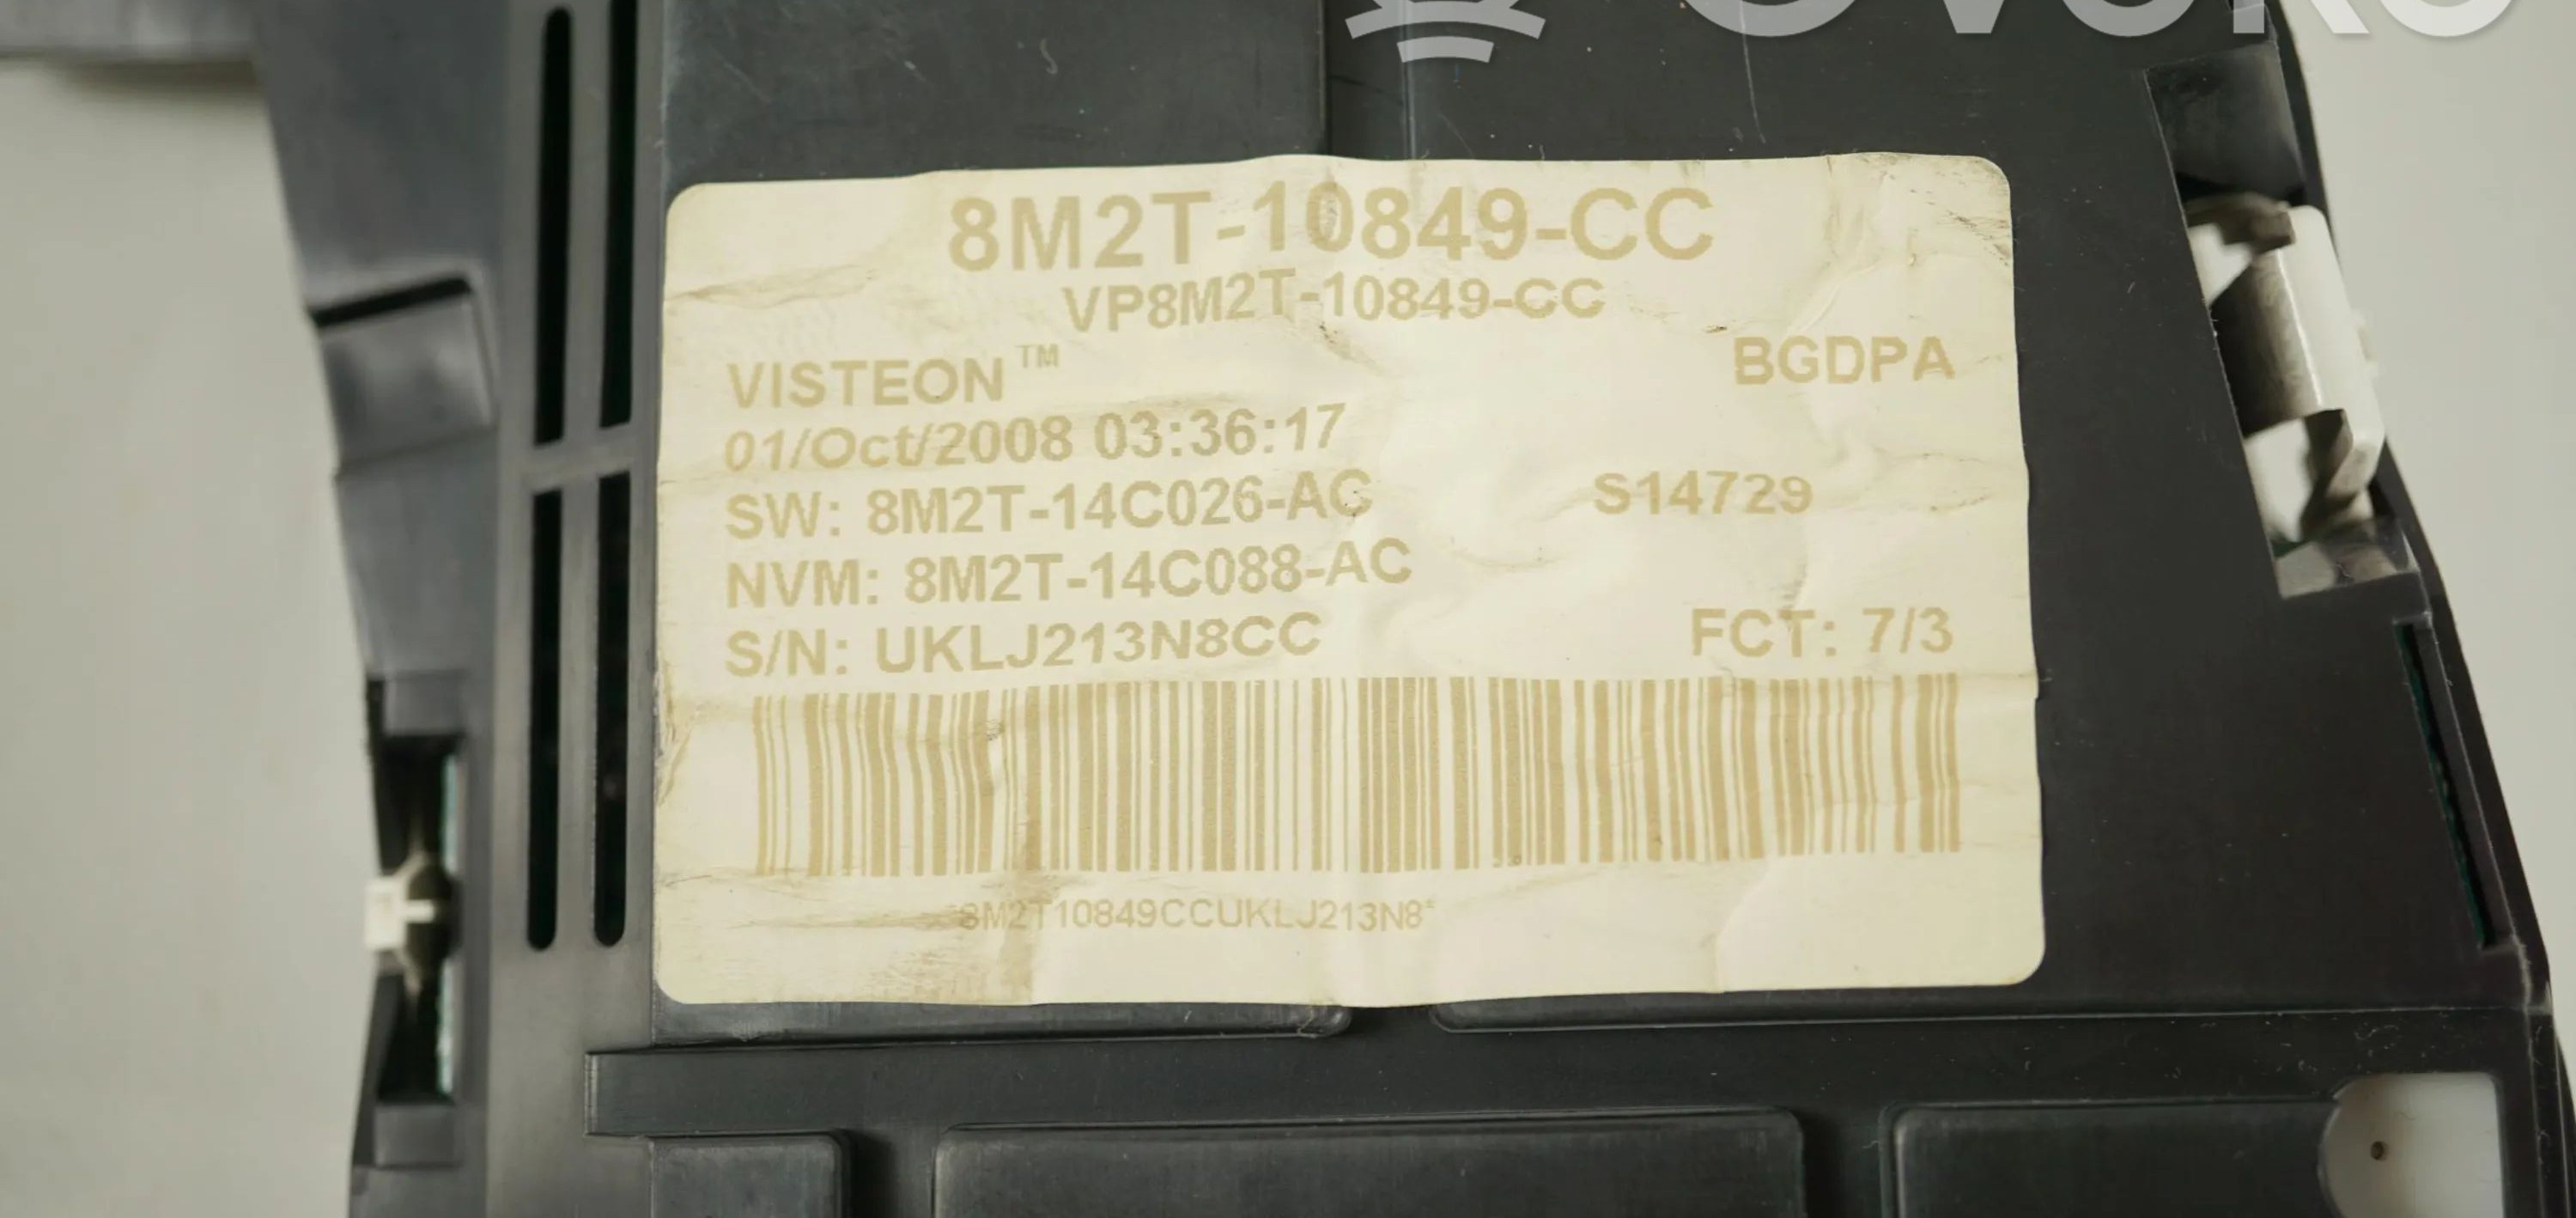 8M2T-10849-CC
VP8M2T-10849-CC
VISTEON™ BGDPA
01/Oct/2008 03:36:17
SW: 8M2T-14C026-AC S14729
NVM: 8M2T-14C088-AC
S/N: UKLJ213N8CC FCT: 7/3
*8M2T10849CCUKLJ213N8*